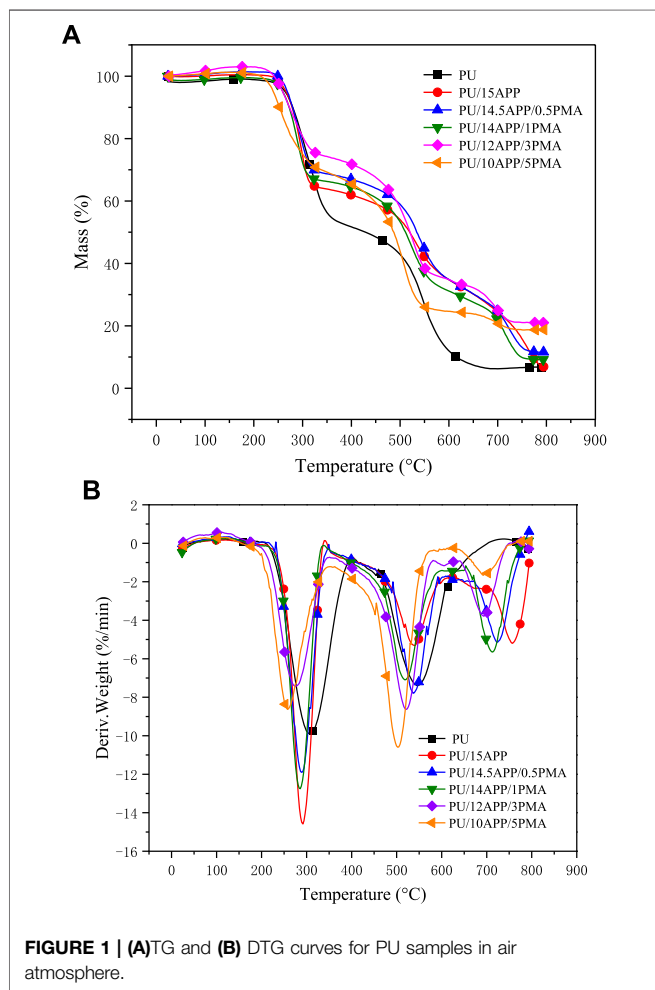 A
PU
PU/15APP
PU/14.5APP/0.5PMA
PU/14APP/1PMA
PU/12APP/3PMA
PU/10APP/5PMA
100
80
60
40
20
0
Mass (%)
0 100 200 300 400 500 600 700 800 900
Temperature (°C)
B
2
0
-2
-4
-6
-8
-10
-12
-14
-16
Deriv.Weight (%/min)
PU
PU/15APP
PU/14.5APP/0.5PMA
PU/14APP/1PMA
PU/12APP/3PMA
PU/10APP/5PMA
0 100 200 300 400 500 600 700 800 900
Temperature (°C)
FIGURE 1 | (A)TG and (B) DTG curves for PU samples in air
atmosphere.